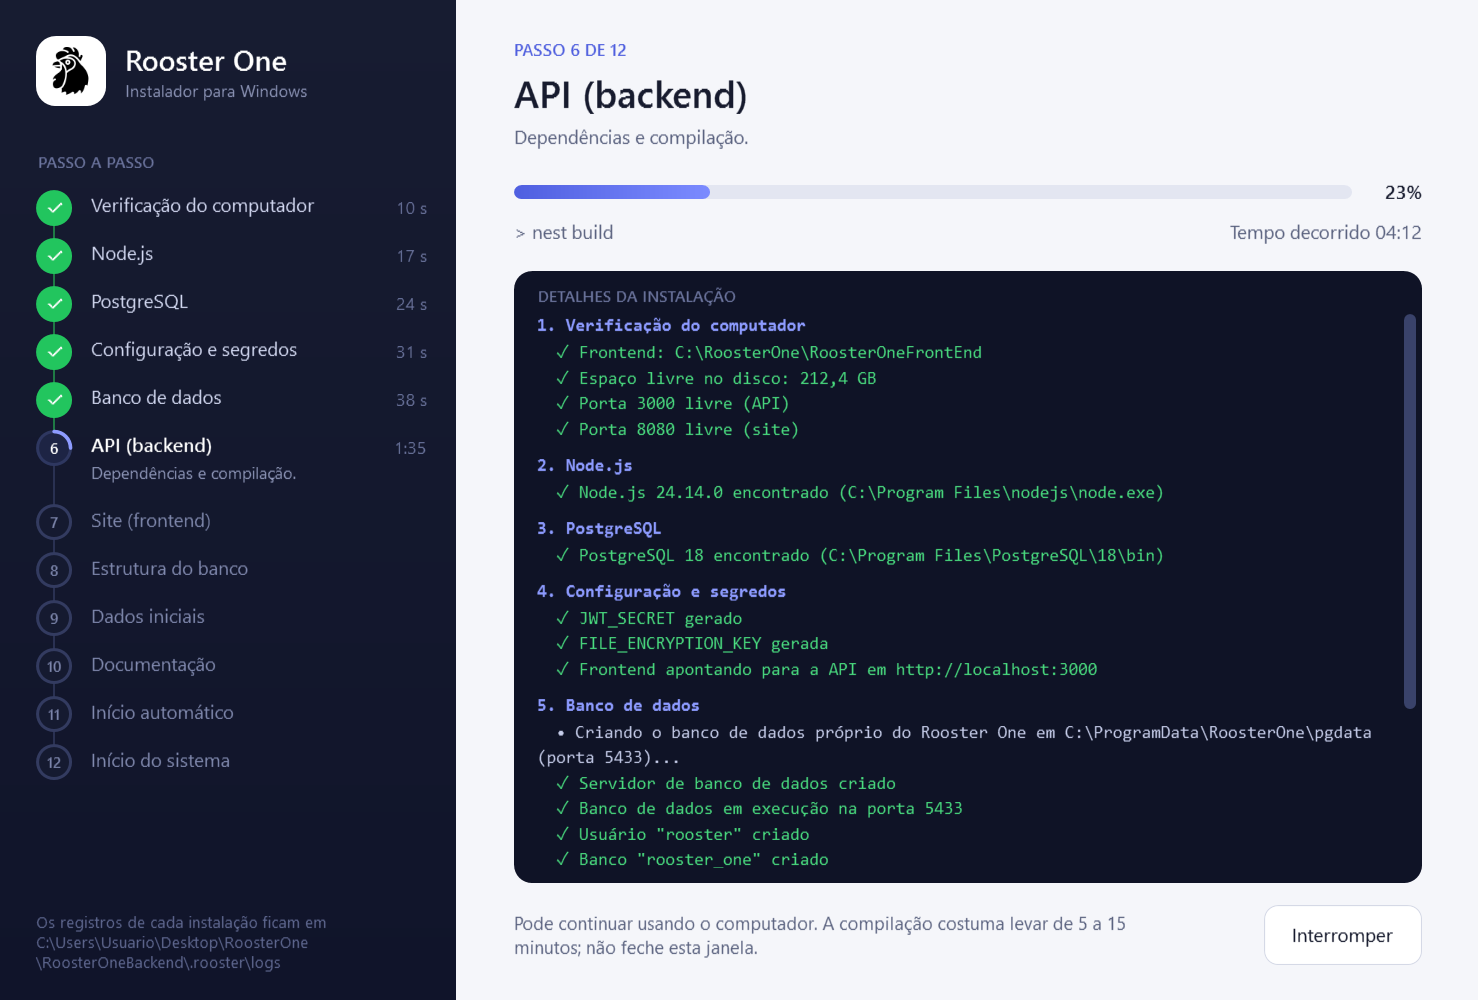 Rooster One
Instalador para Windows
PASSO A PASSO
Verificação do computador 10 s
Node.js 17 s
PostgreSQL 24 s
Configuração e segredos 31 s
Banco de dados 38 s
6 API (backend) 1:35
Dependências e compilação.
7 Site (frontend)
8 Estrutura do banco
9 Dados iniciais
10 Documentação
11 Início automático
12 Início do sistema
Os registros de cada instalação ficam em
C:\Users\Usuario\Desktop\RoosterOne
\RoosterOneBackend\.rooster\logs
PASSO 6 DE 12
API (backend)
Dependências e compilação.
23%
> nest build
Tempo decorrido 04:12
DETALHES DA INSTALAÇÃO
1. Verificação do computador
✓ Frontend: C:\RoosterOne\RoosterOneFrontEnd
✓ Espaço livre no disco: 212,4 GB
✓ Porta 3000 livre (API)
✓ Porta 8080 livre (site)
2. Node.js
✓ Node.js 24.14.0 encontrado (C:\Program Files\nodejs\node.exe)
3. PostgreSQL
✓ PostgreSQL 18 encontrado (C:\Program Files\PostgreSQL\18\bin)
4. Configuração e segredos
✓ JWT_SECRET gerado
✓ FILE_ENCRYPTION_KEY gerada
✓ Frontend apontando para a API em http://localhost:3000
5. Banco de dados
• Criando o banco de dados próprio do Rooster One em C:\ProgramData\RoosterOne\pgdata
(porta 5433)...
✓ Servidor de banco de dados criado
✓ Banco de dados em execução na porta 5433
✓ Usuário "rooster" criado
✓ Banco "rooster_one" criado
Pode continuar usando o computador. A compilação costuma levar de 5 a 15
minutos; não feche esta janela.
Interromper